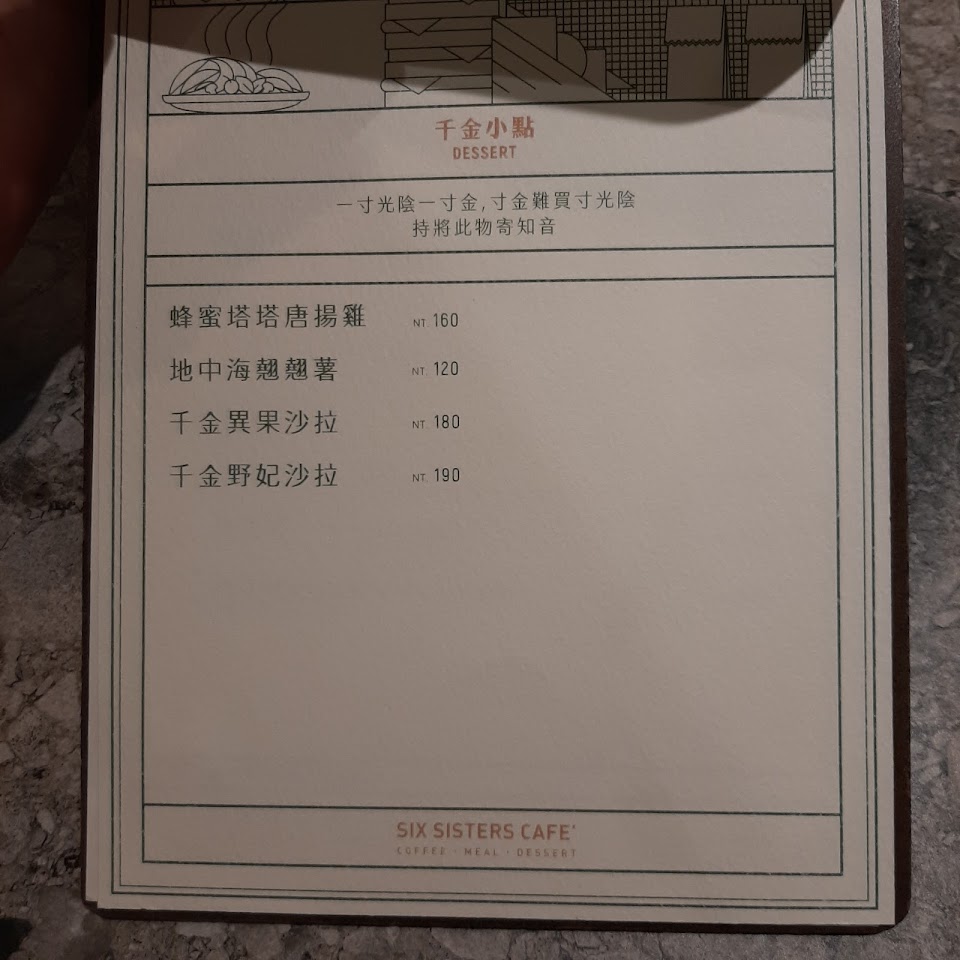 千金小點
DESSERT
一寸光陰一寸金,寸金難買寸光陰
持將此物寄知音
蜂蜜塔塔唐揚雞 NT. 160
地中海翹翹薯 NT. 120
千金異果沙拉 NT. 180
千金野妃沙拉 NT. 190
SIX SISTERS CAFE
COFFEE · MEAL · DESSERT